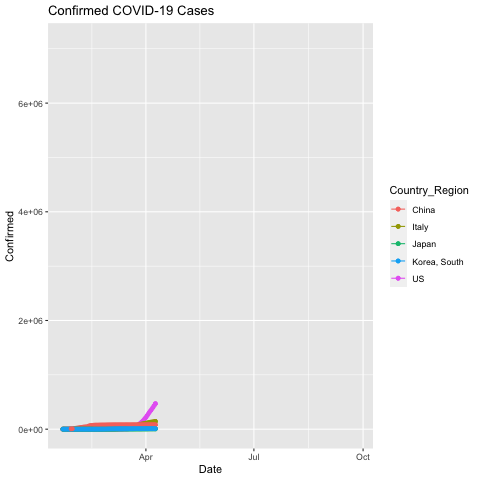 Confirmed COVID-19 Cases
6e+06
4e+06
2e+06
0e+00
Confirmed
Apr
Jul
Oct
Date
Country_Region
China
Italy
Japan
Korea, South
US